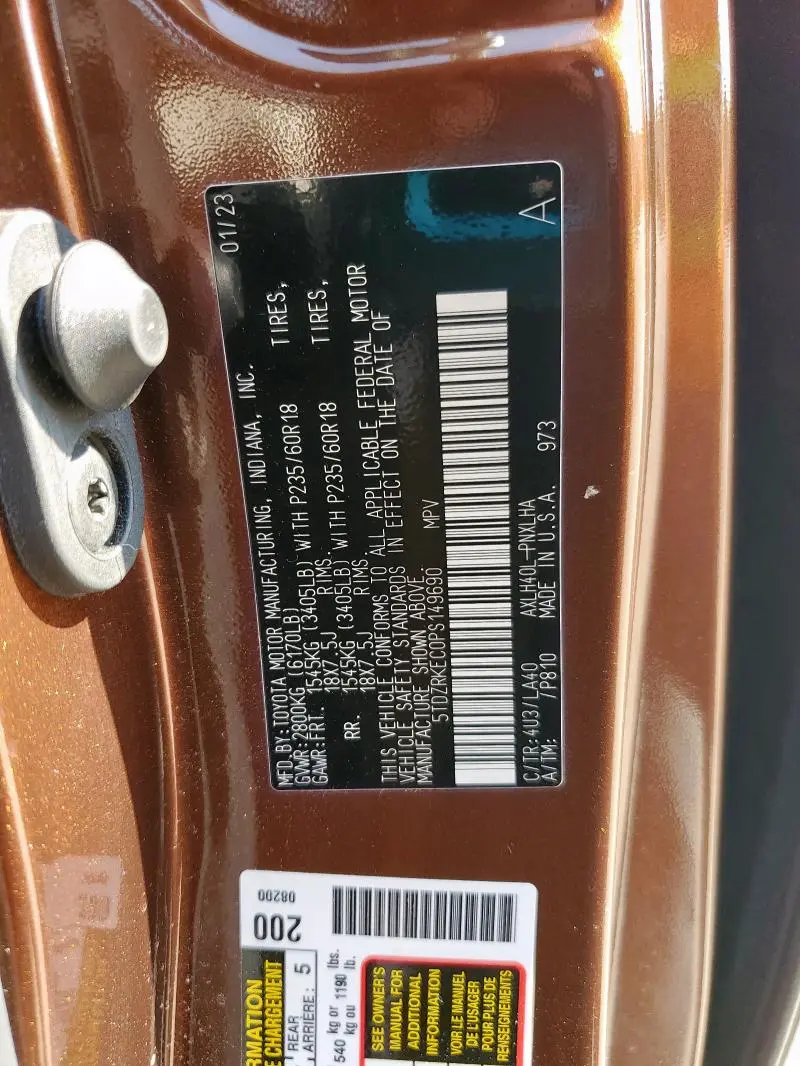 MFD.BY:TOYOTA MOTOR MANUFACTURING, INDIANA, INC. 01/23
GVWR:2800KG (6170LB)
GAWR:FRT. 1545KG (3405LB) WITH P235/60R18 TIRES,
18X7.5J RIMS.
RR. 1545KG (3405LB) WITH P235/60R18 TIRES,
18X7.5J RIMS.
THIS VEHICLE CONFORMS TO ALL APPLICABLE FEDERAL MOTOR
VEHICLE SAFETY STANDARDS IN EFFECT ON THE DATE OF
MANUFACTURE SHOWN ABOVE.
5TDZRKEC0PS149690 MPV
C/TR:4U3/LA40 AXLH40L-PNXLHA A
A/TM: /P810 MADE IN U.S.A. 973
08200
200
RMATION
E CHARGEMENT
REAR
ARRIÈRE: 5
540 kg or 1190 lbs.
kg ou lb.
SEE OWNER'S
MANUAL FOR
ADDITIONAL
INFORMATION
VOIR LE MANUEL
DE L'USAGER
POUR PLUS DE
RENSEIGNEMENTS